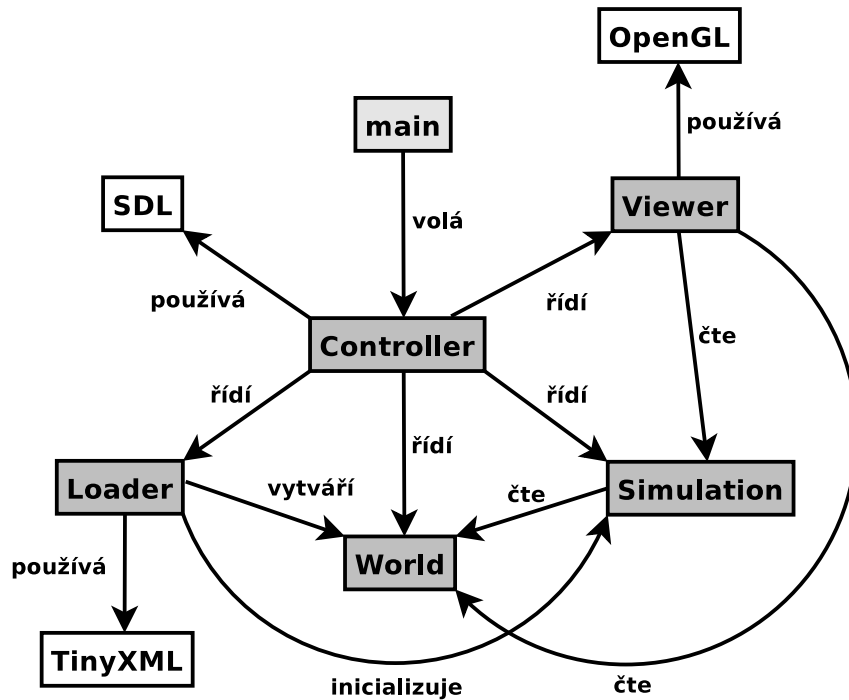 OpenGL
main
používá
SDL
Viewer
volá
používá
řídí
Controller
čte
řídí
řídí
řídí
Loader
vytváří
čte
Simulation
používá
World
TinyXML
inicializuje
čte